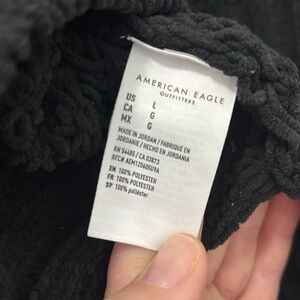 AMERICAN EAGLE
OUTFITTERS
US L
CA G
MX G
MADE IN JORDAN / FABRIQUÉ EN
JORDANIE / HECHO EN JORDANIA
RN 54485 / CA 03873
EN 100% POLYESTER
FR 100% POLYESTER
SP 100% poliéster